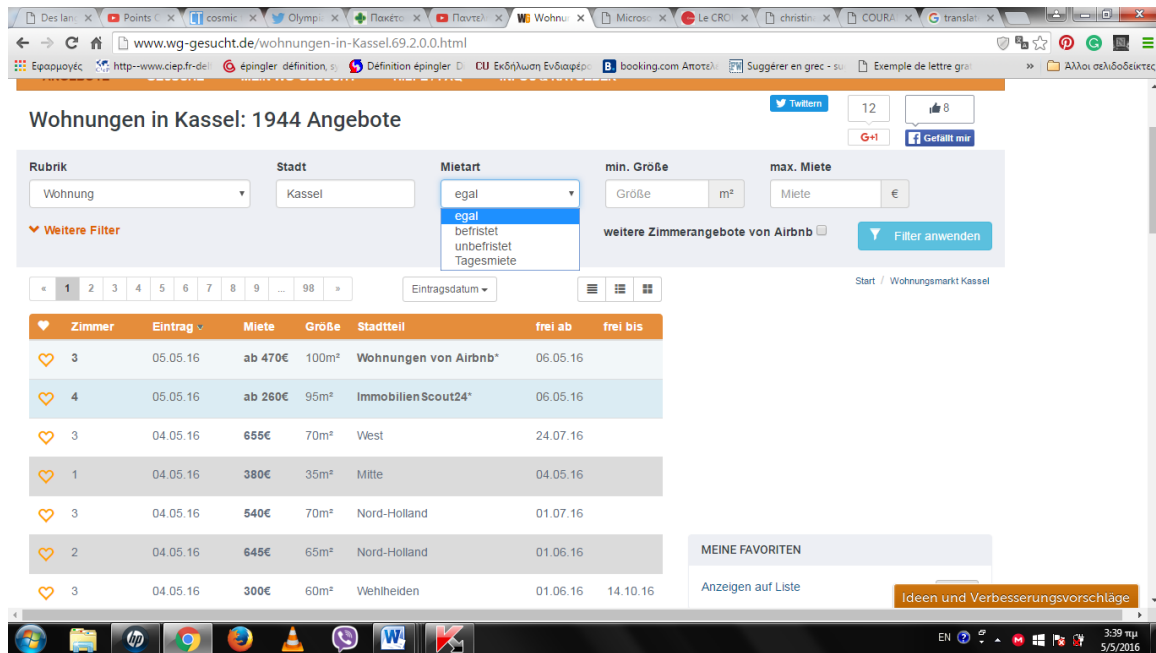 Des lan
Points C
cosmic
Olympu
Πακέτο
Παντελ
Wohnur
Microso
Le CROI
christin
COURA
translat
www.wg-gesucht.de/wohnungen-in-Kassel.69.2.0.0.html
Εφαρμογές
http--www.ciep.fr-delf
épingler définition, sy
Définition épingler D
Εκδήλωση Ενδιαφέρο
B. booking.com Αποτελ
Suggérer en grec - su
Exemple de lettre grat
»
Άλλοι σελιδοδείκτες
Wohnungen in Kassel: 1944 Angebote
Twittern
12
8
G+1
Gefällt mir
Rubrik Stadt Mietart min. Größe max. Miete
Wohnung Kassel egal Größe m² Miete €
egal
befristet
unbefristet
Tagesmiete
Weitere Filter
weitere Zimmerangebote von Airbnb
Filter anwenden
« 1 2 3 4 5 6 7 8 9 ... 98 »
Eintragsdatum
Start / Wohnungsmarkt Kassel
Zimmer Eintrag Miete Größe Stadtteil frei ab frei bis
3 05.05.16 ab 470€ 100m² Wohnungen von Airbnb* 06.05.16
4 05.05.16 ab 260€ 95m² ImmobilienScout24* 06.05.16
3 04.05.16 655€ 70m² West 24.07.16
1 04.05.16 380€ 35m² Mitte 04.05.16
3 04.05.16 540€ 70m² Nord-Holland 01.07.16
2 04.05.16 645€ 65m² Nord-Holland 01.06.16
3 04.05.16 300€ 60m² Wehlheiden 01.06.16 14.10.16
MEINE FAVORITEN
Anzeigen auf Liste
Ideen und Verbesserungsvorschläge
EN
3:39 πμ
5/5/2016